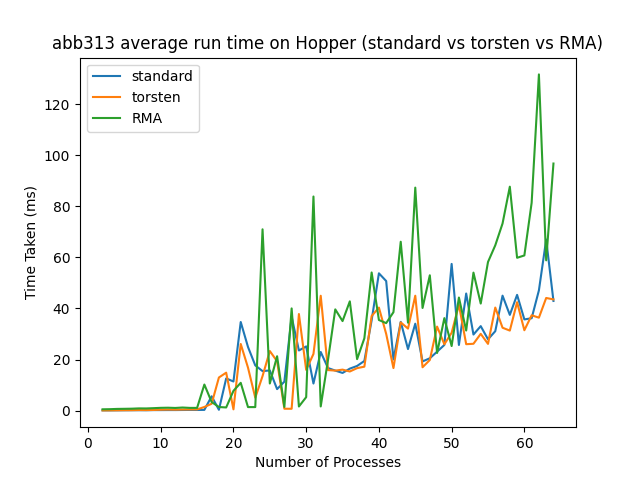 abb313 average run time on Hopper (standard vs torsten vs RMA)
standard
torsten
RMA
Time Taken (ms)
120
100
80
60
40
20
0
0 10 20 30 40 50 60
Number of Processes